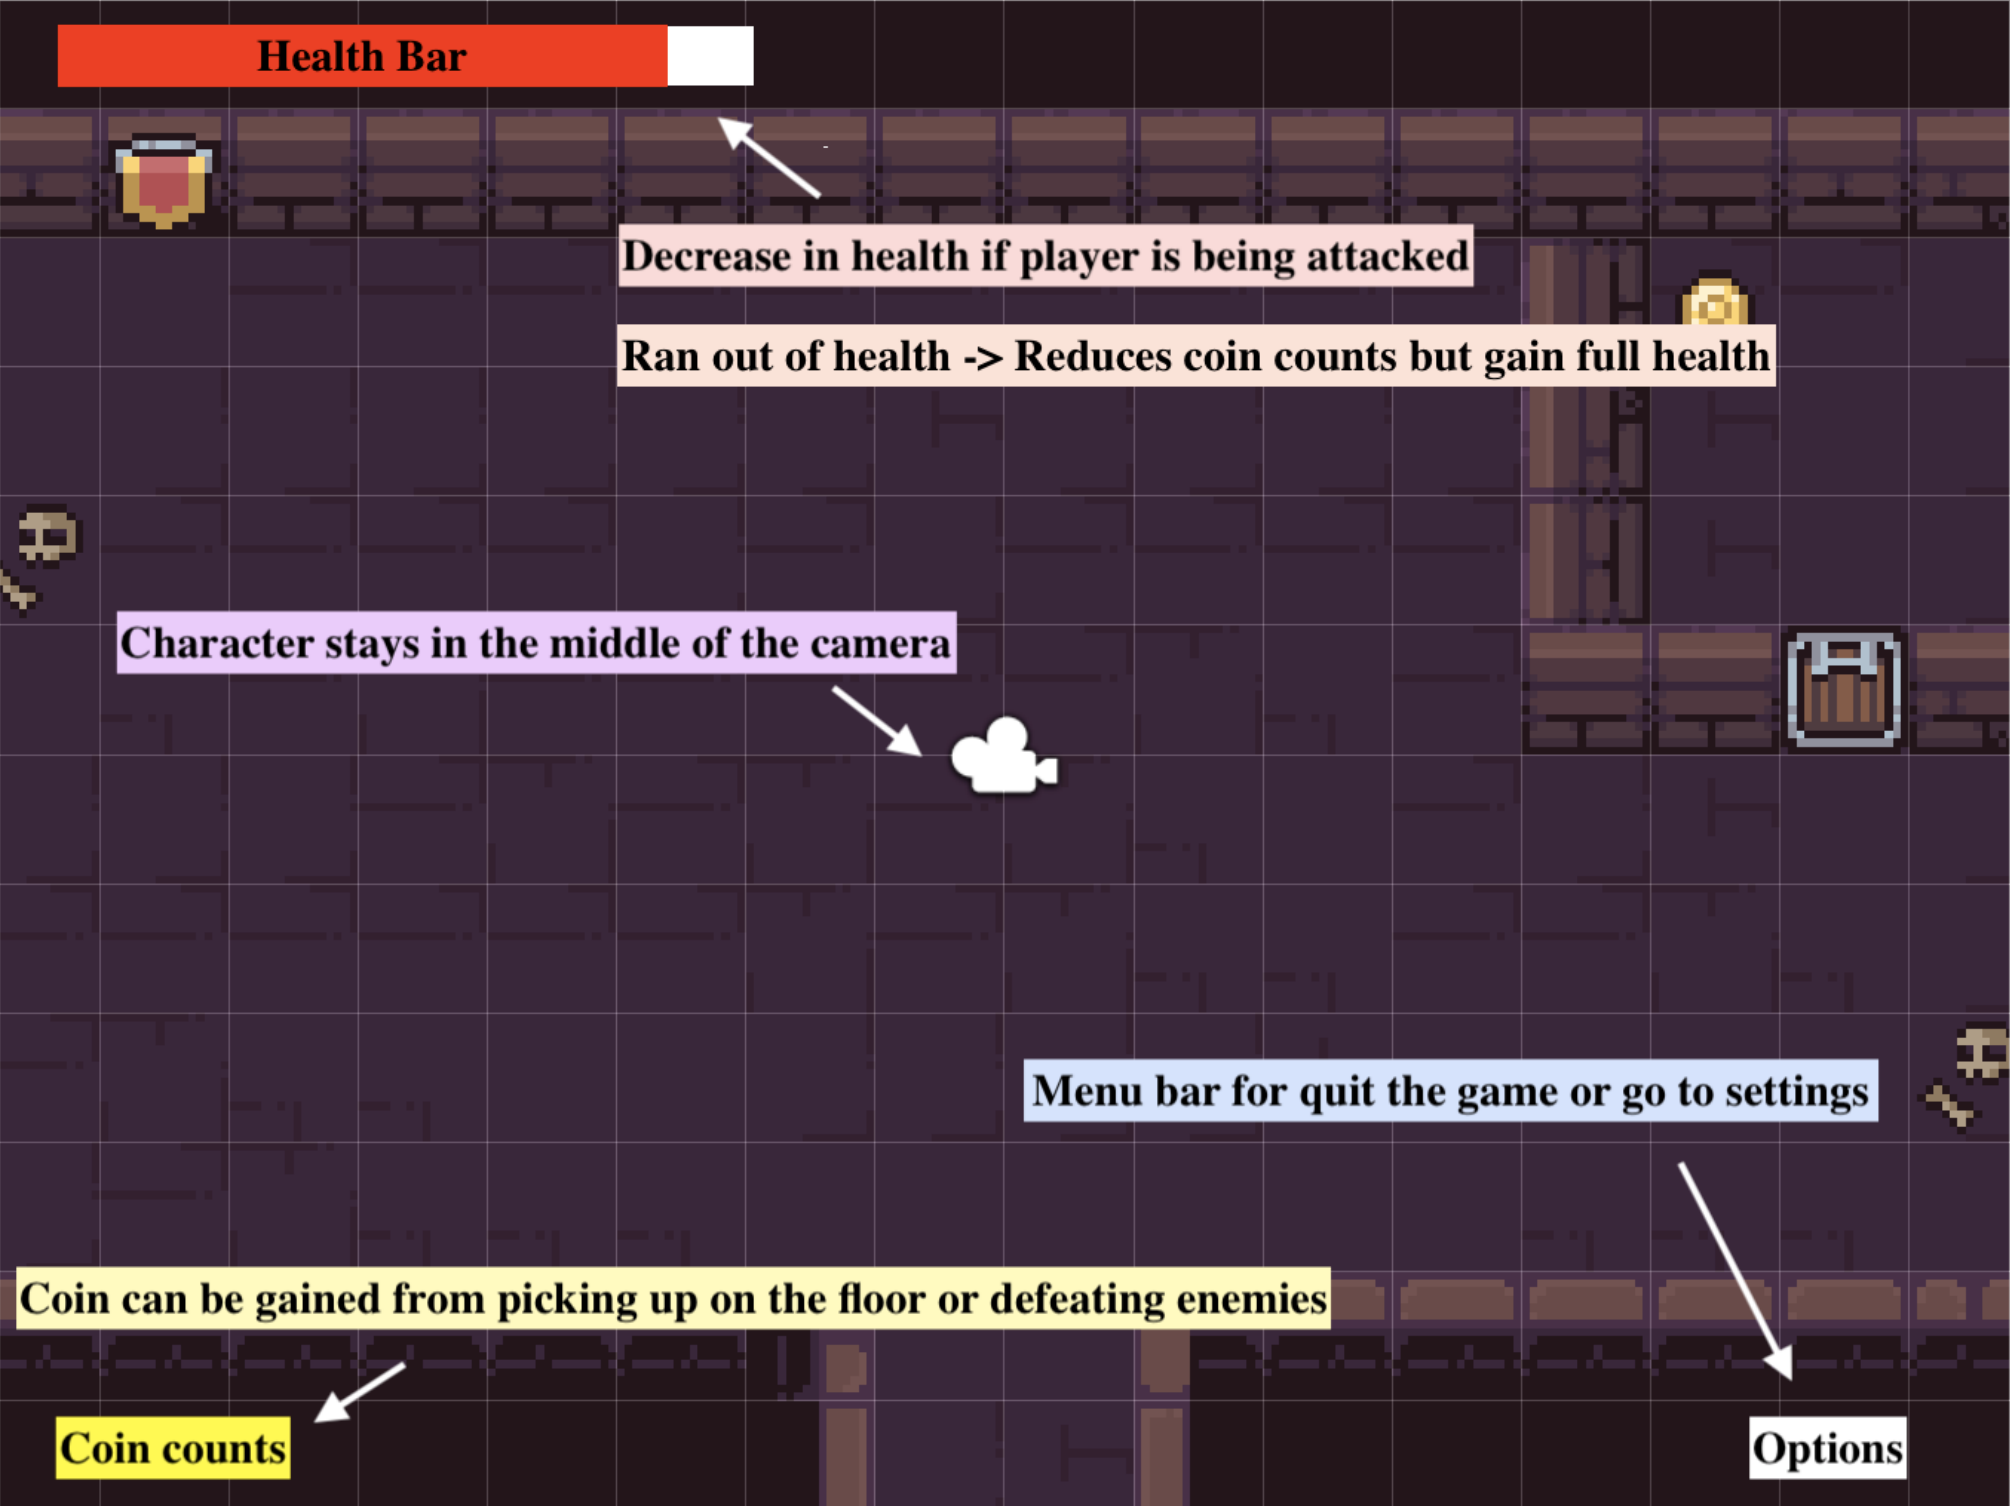 Health Bar
Decrease in health if player is being attacked
Ran out of health -> Reduces coin counts but gain full health
Character stays in the middle of the camera
Menu bar for quit the game or go to settings
Coin can be gained from picking up on the floor or defeating enemies
Coin counts
Options